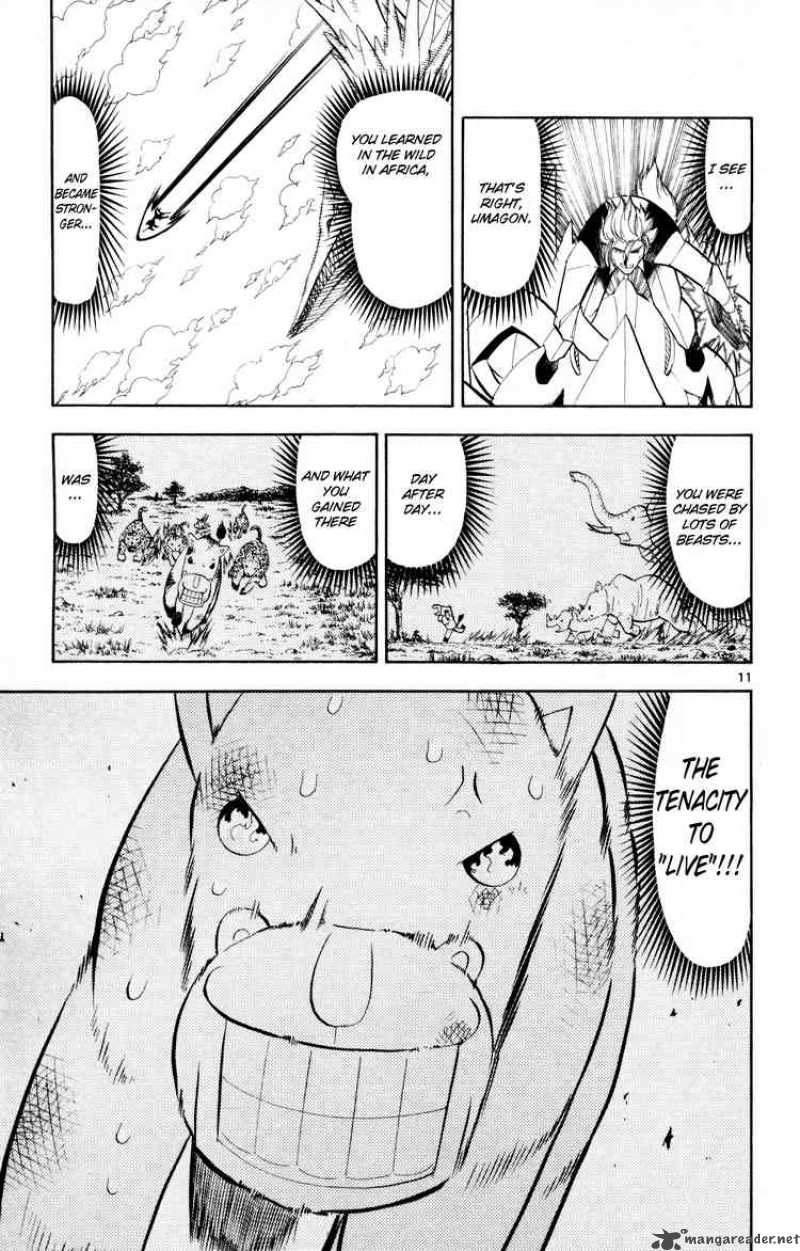 I SEE
...
THAT'S
RIGHT,
UMAGON.
YOU LEARNED
IN THE WILD
IN AFRICA,
AND
BECAME
STRON-
GER...
YOU WERE
CHASED BY
LOTS OF
BEASTS...
DAY
AFTER
DAY...
AND WHAT
YOU
GAINED
THERE
WAS
...
11
THE
TENACITY
TO
"LIVE"!!!
mangareader.net